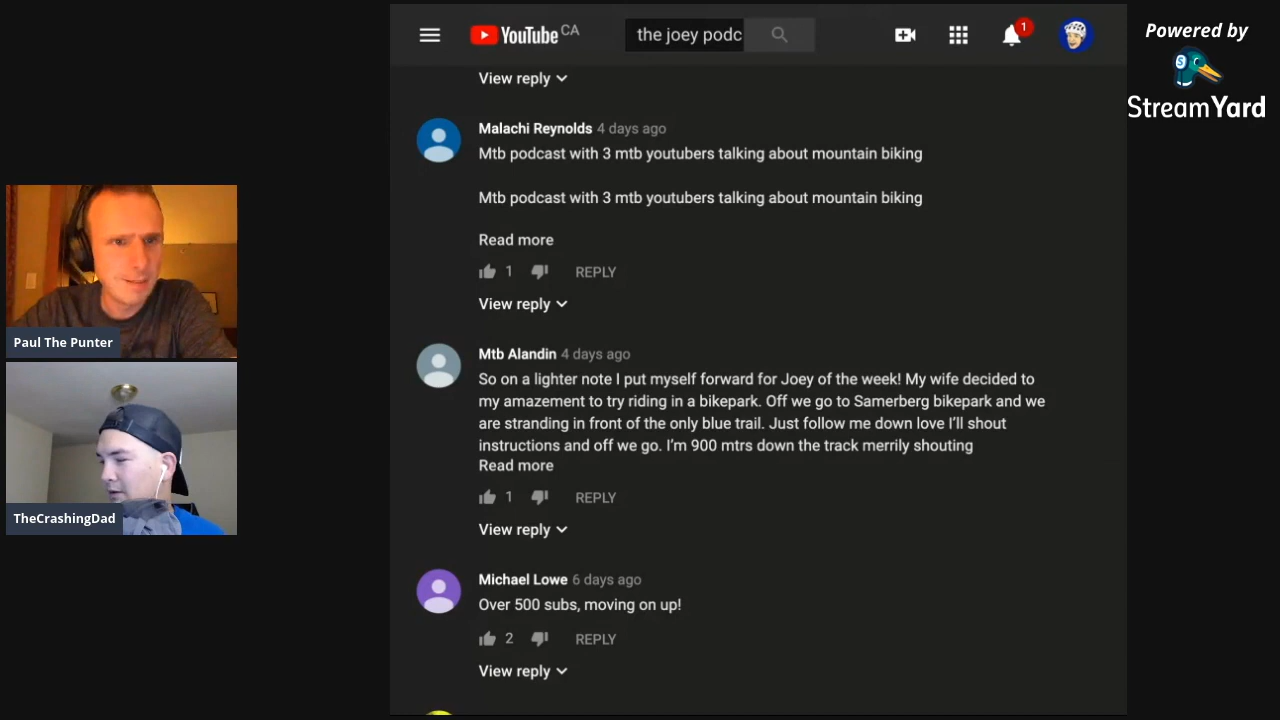 YouTube CA
the joey podc
1
Powered by
StreamYard
View reply
Malachi Reynolds 4 days ago
Mtb podcast with 3 mtb youtubers talking about mountain biking
Mtb podcast with 3 mtb youtubers talking about mountain biking
Read more
1 REPLY
View reply
Mtb Alandin 4 days ago
So on a lighter note I put myself forward for Joey of the week! My wife decided to
my amazement to try riding in a bikepark. Off we go to Samerberg bikepark and we
are stranding in front of the only blue trail. Just follow me down love I'll shout
instructions and off we go. I'm 900 mtrs down the track merrily shouting
Read more
1 REPLY
View reply
Michael Lowe 6 days ago
Over 500 subs, moving on up!
2 REPLY
View reply
Paul The Punter
TheCrashingDad